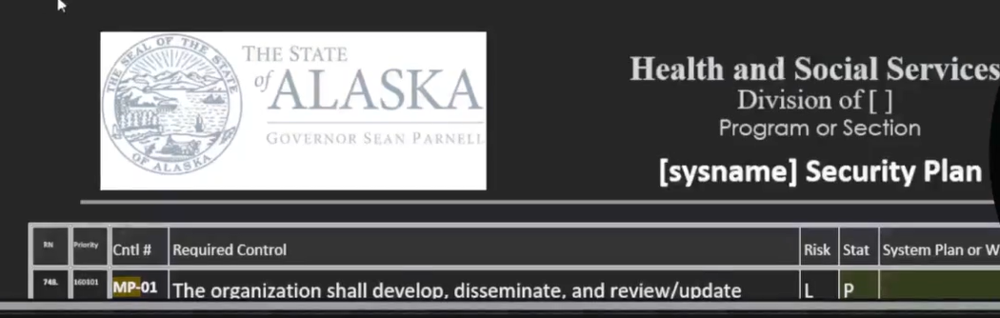 THE SEAL OF THE STATE OF ALASKA
THE STATE
of ALASKA
GOVERNOR SEAN PARNELL
Health and Social Services
Division of [ ]
Program or Section
[sysname] Security Plan
RN Priority Cntl # Required Control Risk Stat System Plan or W
748. 160101 MP-01 The organization shall develop, disseminate, and review/update L P